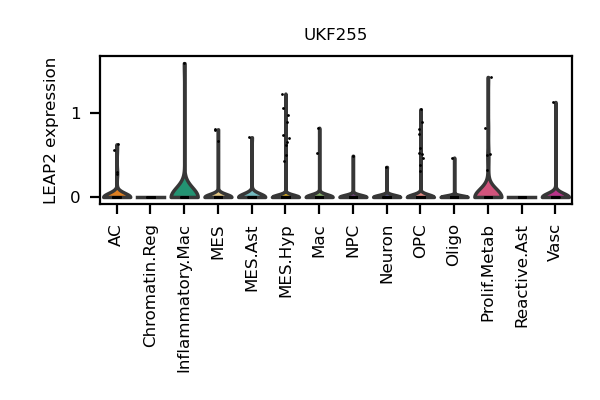 UKF255
LEAP2 expression
1
0
AC
Chromatin.Reg
Inflammatory.Mac
MES
MES.Ast
MES.Hyp
Mac
NPC
Neuron
OPC
Oligo
Prolif.Metab
Reactive.Ast
Vasc